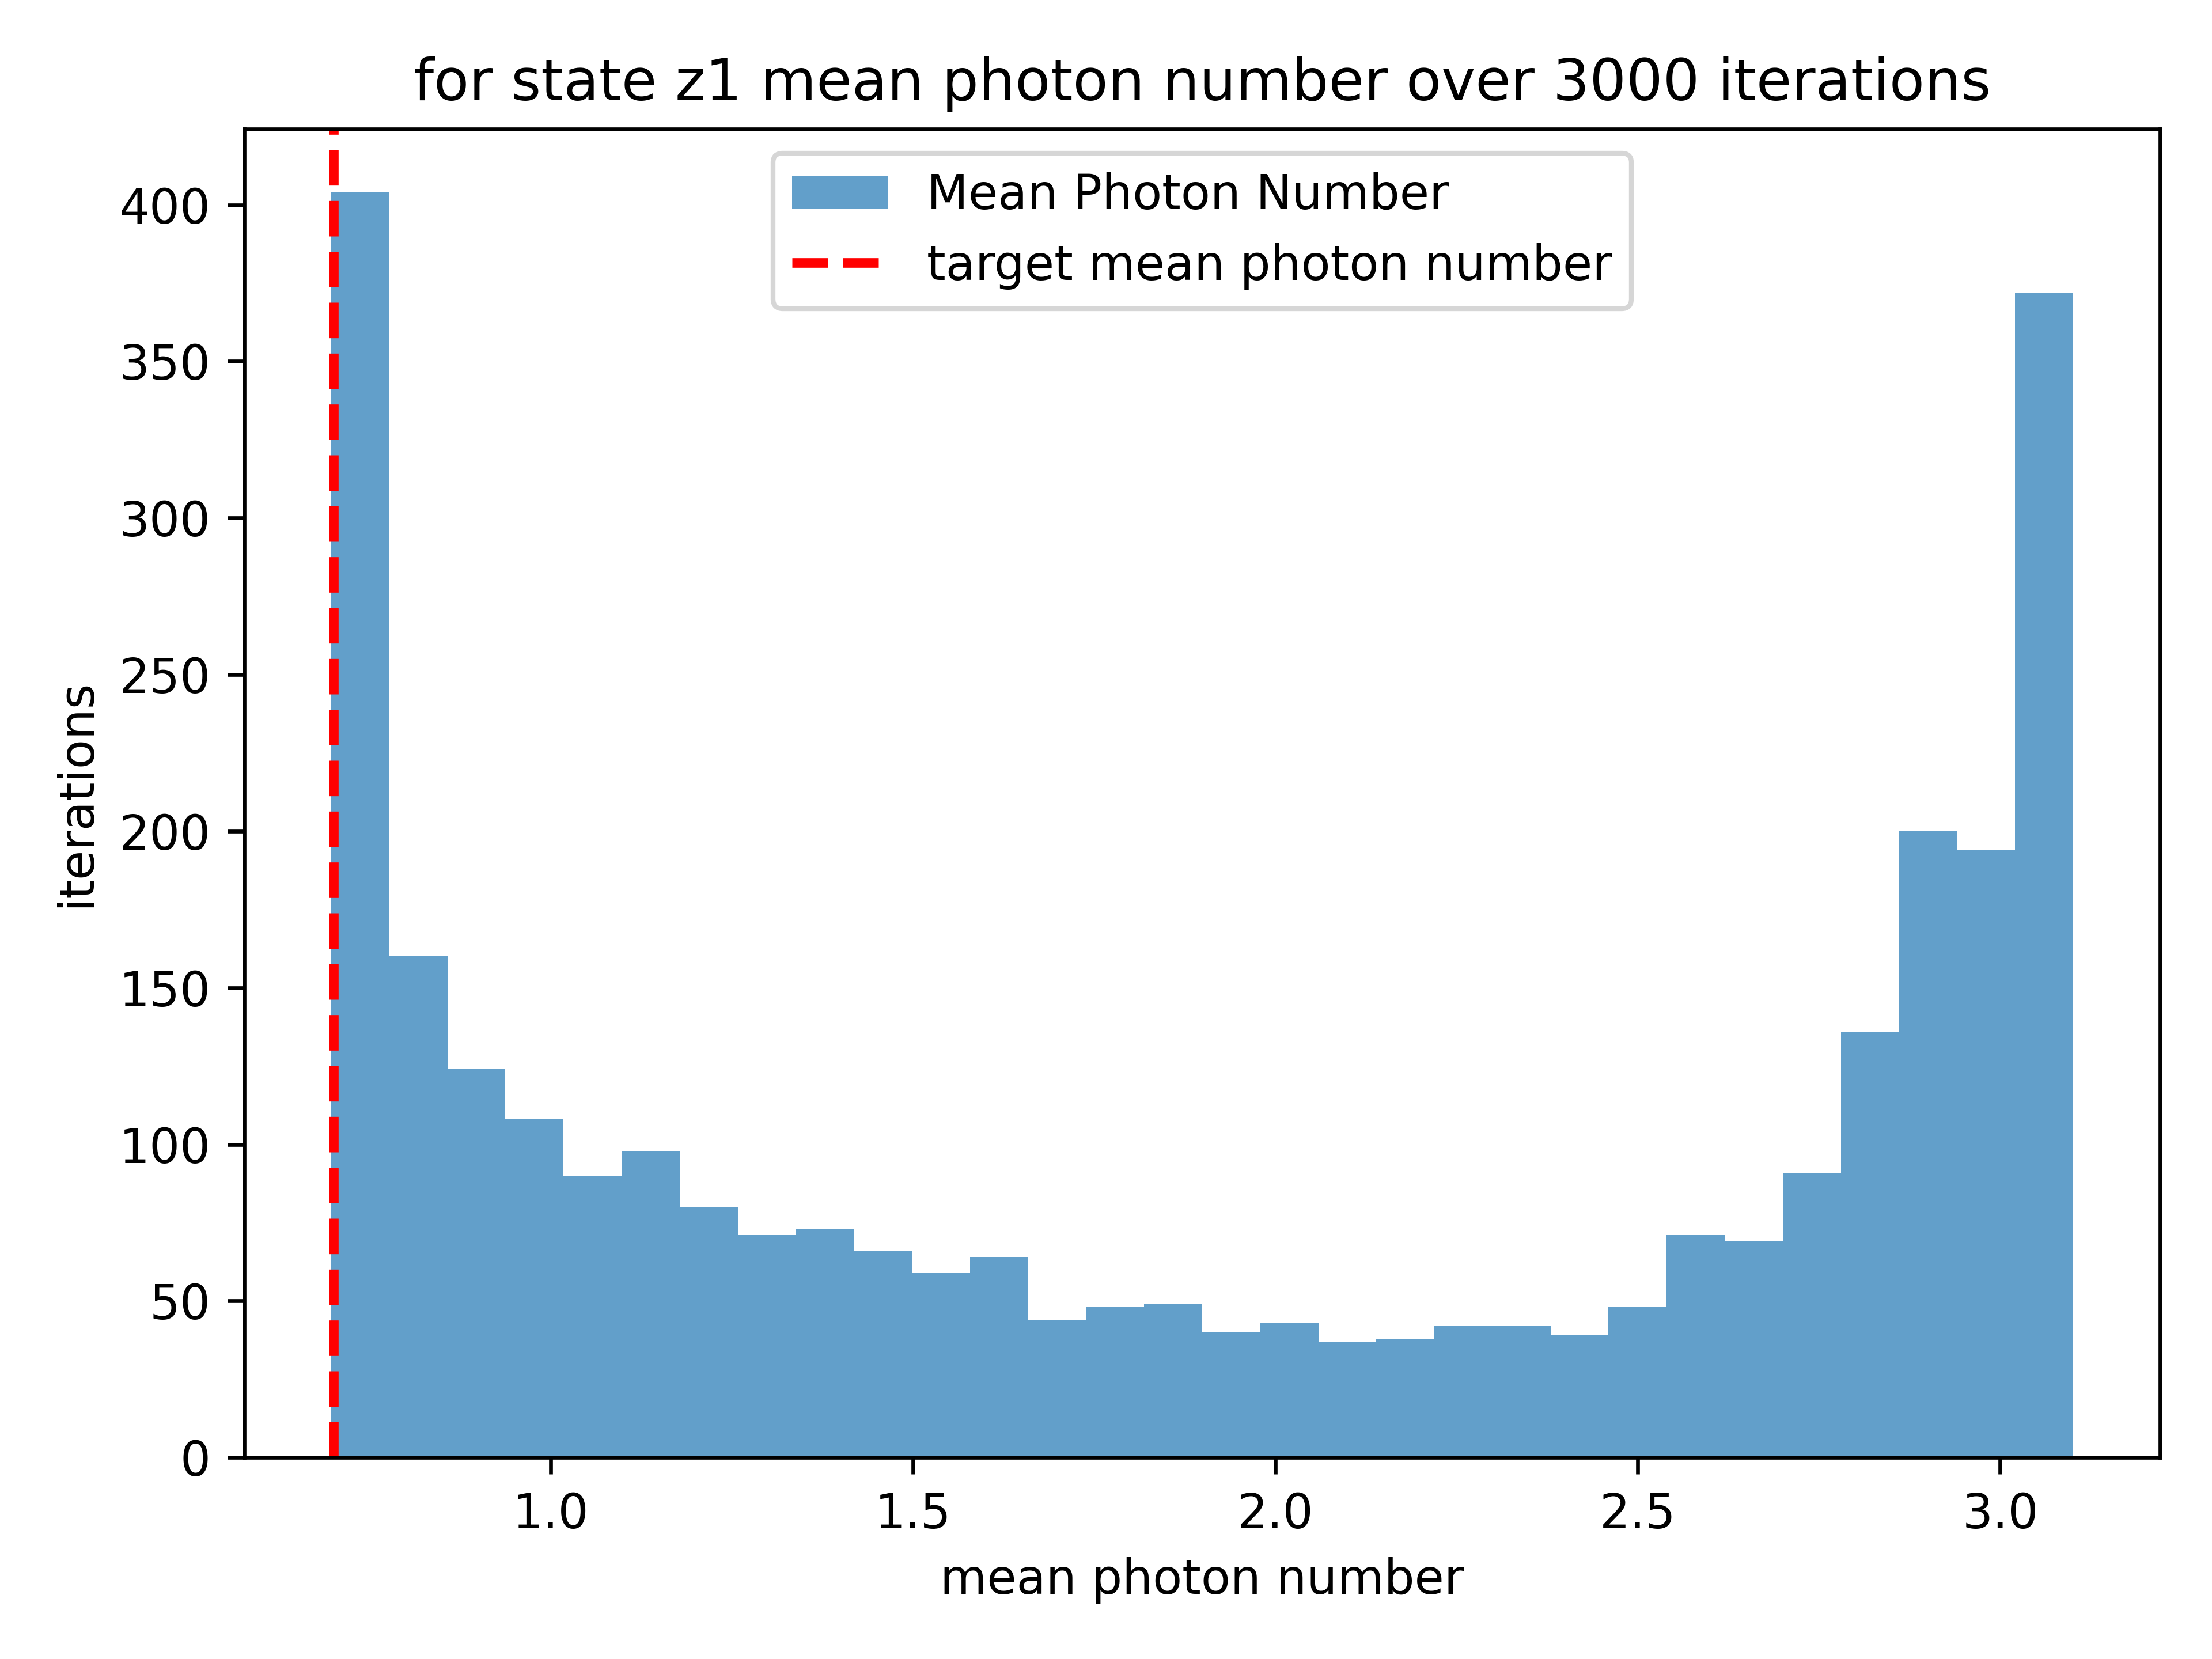 for state z1 mean photon number over 3000 iterations
Mean Photon Number
target mean photon number
400
350
300
250
200
150
100
50
0
iterations
1.0 1.5 2.0 2.5 3.0
mean photon number